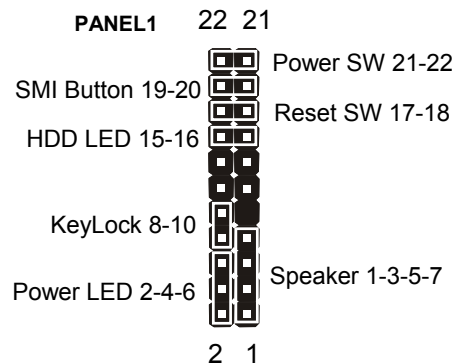 PANEL1 22 21
Power SW 21-22
SMI Button 19-20
Reset SW 17-18
HDD LED 15-16
KeyLock 8-10
Speaker 1-3-5-7
Power LED 2-4-6
2 1